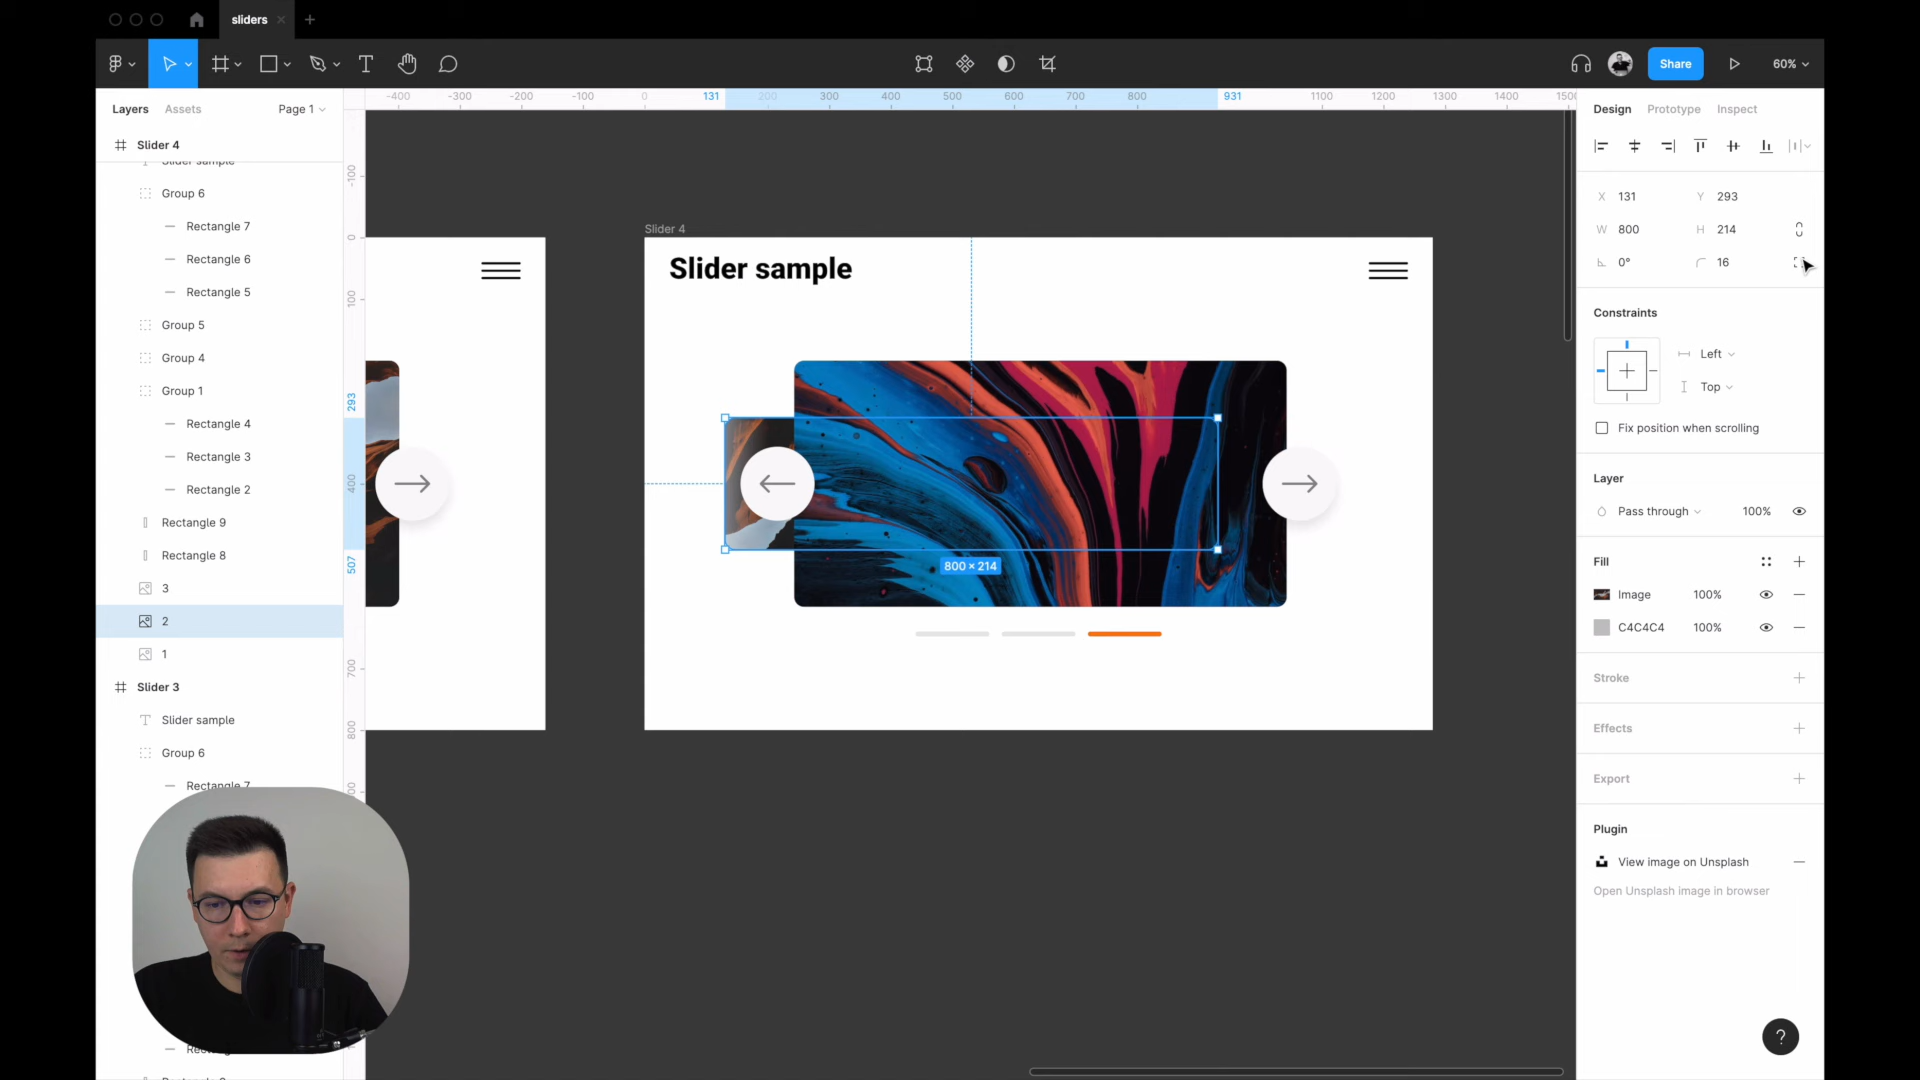 sliders
Share
60%
Layers
Assets
Page 1
-400
-300
-200
-100
0
131
200
300
400
500
600
700
800
931
1100
1200
1300
1400
1500
Design
Prototype
Inspect
Slider 4
Slider sample
Group 6
Rectangle 7
Rectangle 6
Rectangle 5
Group 5
Group 4
Group 1
Rectangle 4
Rectangle 3
Rectangle 2
Rectangle 9
Rectangle 8
3
2
1
Slider 3
Slider sample
Group 6
Rectangle 7
-100
0
100
293
400
507
700
800
Slider 4
Slider sample
800 × 214
X 131
Y 293
W 800
H 214
0°
16
Constraints
Left
Top
Fix position when scrolling
Layer
Pass through
100%
Fill
Image
100%
C4C4C4
100%
Stroke
Effects
Export
Plugin
View image on Unsplash
Open Unsplash image in browser
?